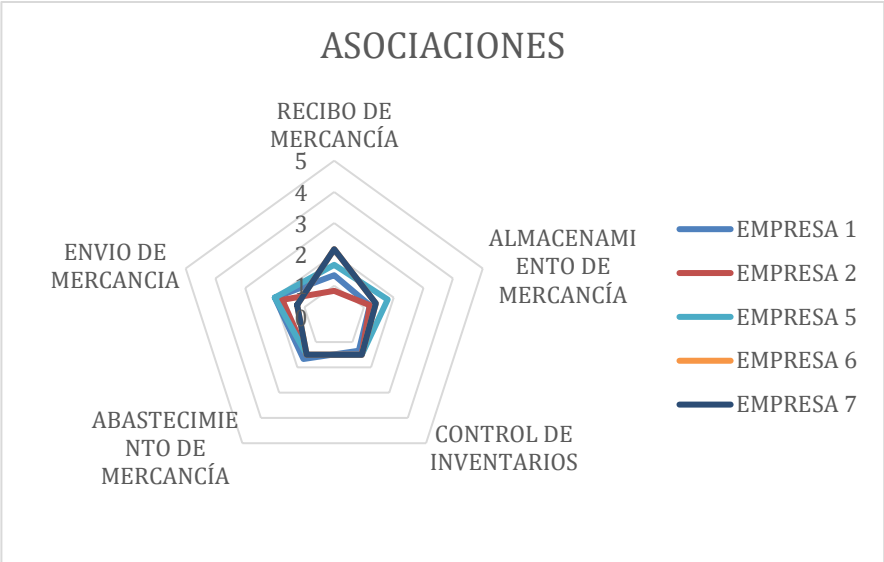 ASOCIACIONES
RECIBO DE
MERCANCÍA
5
4
3
2
1
0
ALMACENAMI
ENTO DE
MERCANCÍA
CONTROL DE
INVENTARIOS
ABASTECIMIE
NTO DE
MERCANCÍA
ENVIO DE
MERCANCIA
EMPRESA 1
EMPRESA 2
EMPRESA 5
EMPRESA 6
EMPRESA 7